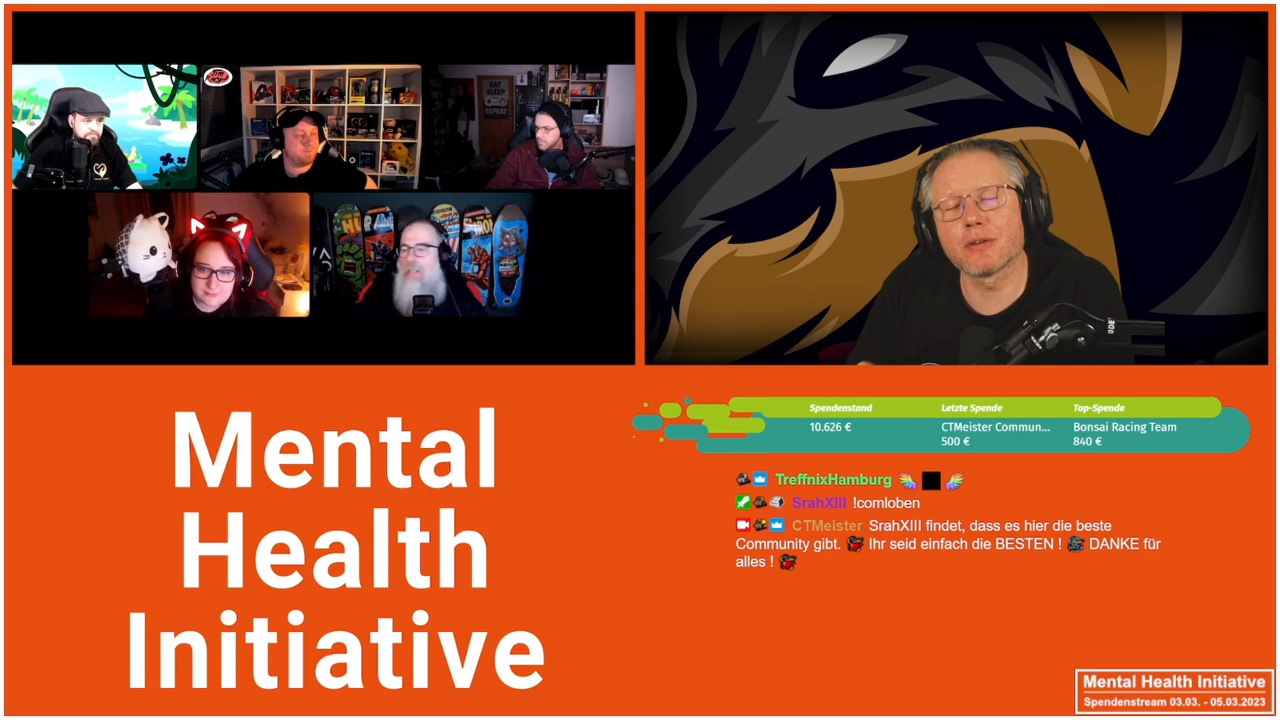 EAT
SLEEP
REPEAT
Mental
Health
Initiative
Spendenstand
Letzte Spende
Top-Spende
10.626 €
CTMeister Commun...
Bonsai Racing Team
500 €
840 €
TreffnixHamburg
SrahXIII !comloben
CTMeister SrahXIII findet, dass es hier die beste
Community gibt. Ihr seid einfach die BESTEN ! DANKE für
alles !
Mental Health Initiative
Spendenstream 03.03. - 05.03.2023